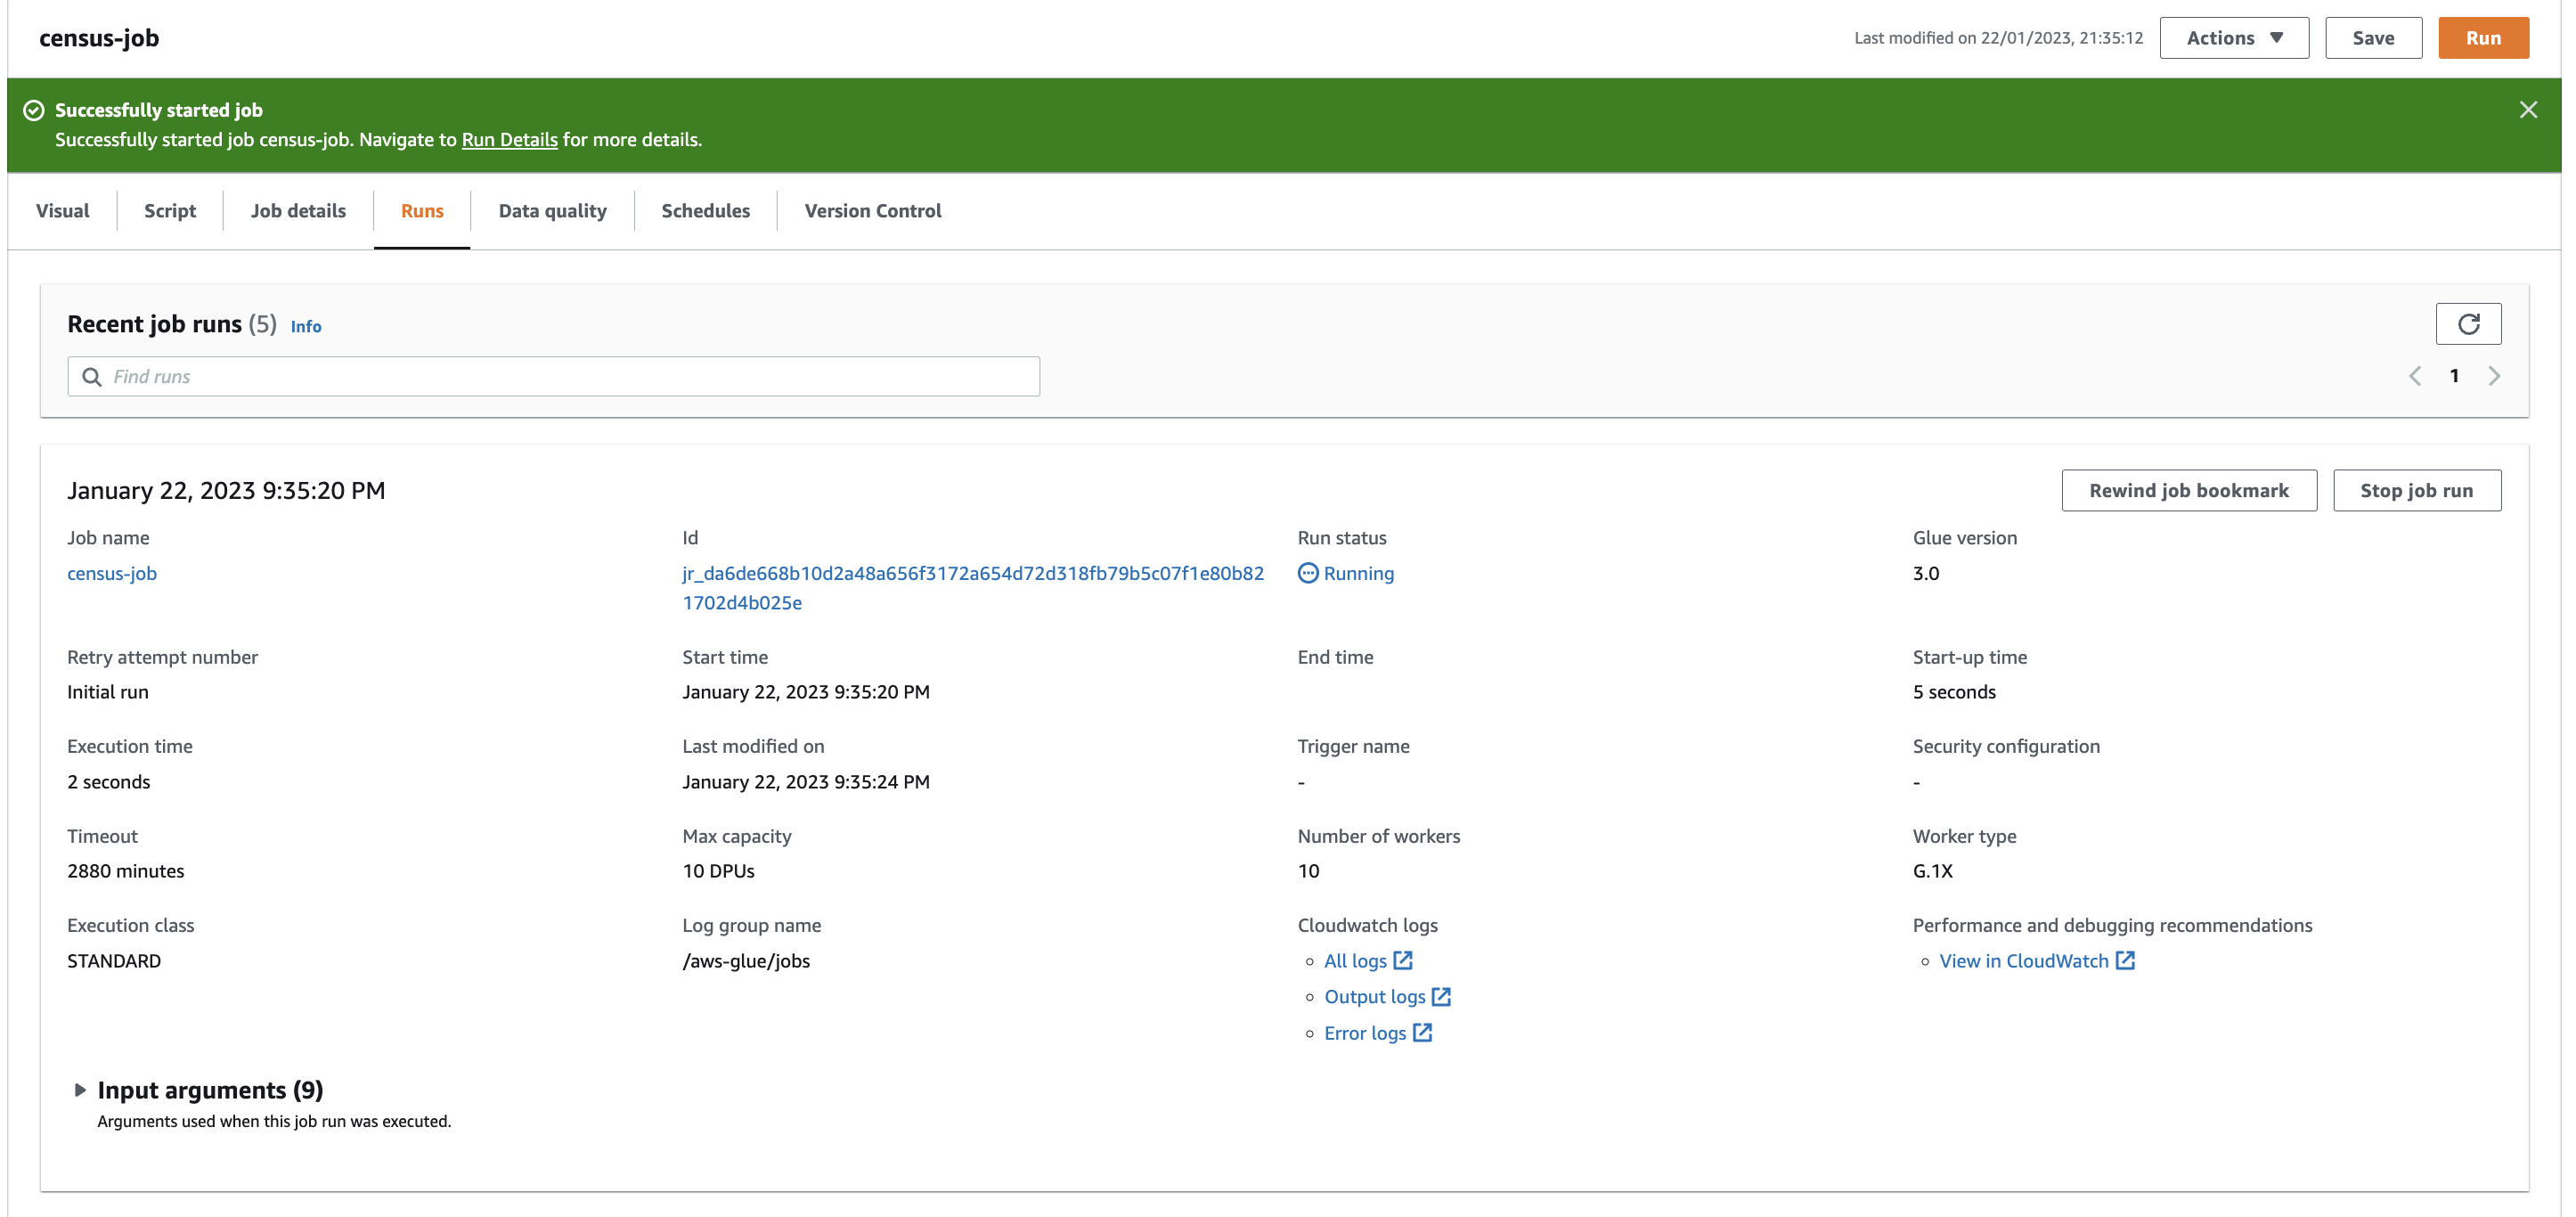 census-job
Last modified on 22/01/2023, 21:35:12
Actions
Save
Run
Successfully started job
Successfully started job census-job. Navigate to Run Details for more details.
Visual
Script
Job details
Runs
Data quality
Schedules
Version Control
Recent job runs (5) Info
Find runs
1
January 22, 2023 9:35:20 PM
Rewind job bookmark
Stop job run
Job name
census-job
Id
jr_da6de668b10d2a48a656f3172a654d72d318fb79b5c07f1e80b82
1702d4b025e
Run status
Running
Glue version
3.0
Retry attempt number
Initial run
Start time
January 22, 2023 9:35:20 PM
End time
Start-up time
5 seconds
Execution time
2 seconds
Last modified on
January 22, 2023 9:35:24 PM
Trigger name
-
Security configuration
-
Timeout
2880 minutes
Max capacity
10 DPUs
Number of workers
10
Worker type
G.1X
Execution class
STANDARD
Log group name
/aws-glue/jobs
Cloudwatch logs
All logs
Output logs
Error logs
Performance and debugging recommendations
View in CloudWatch
Input arguments (9)
Arguments used when this job run was executed.